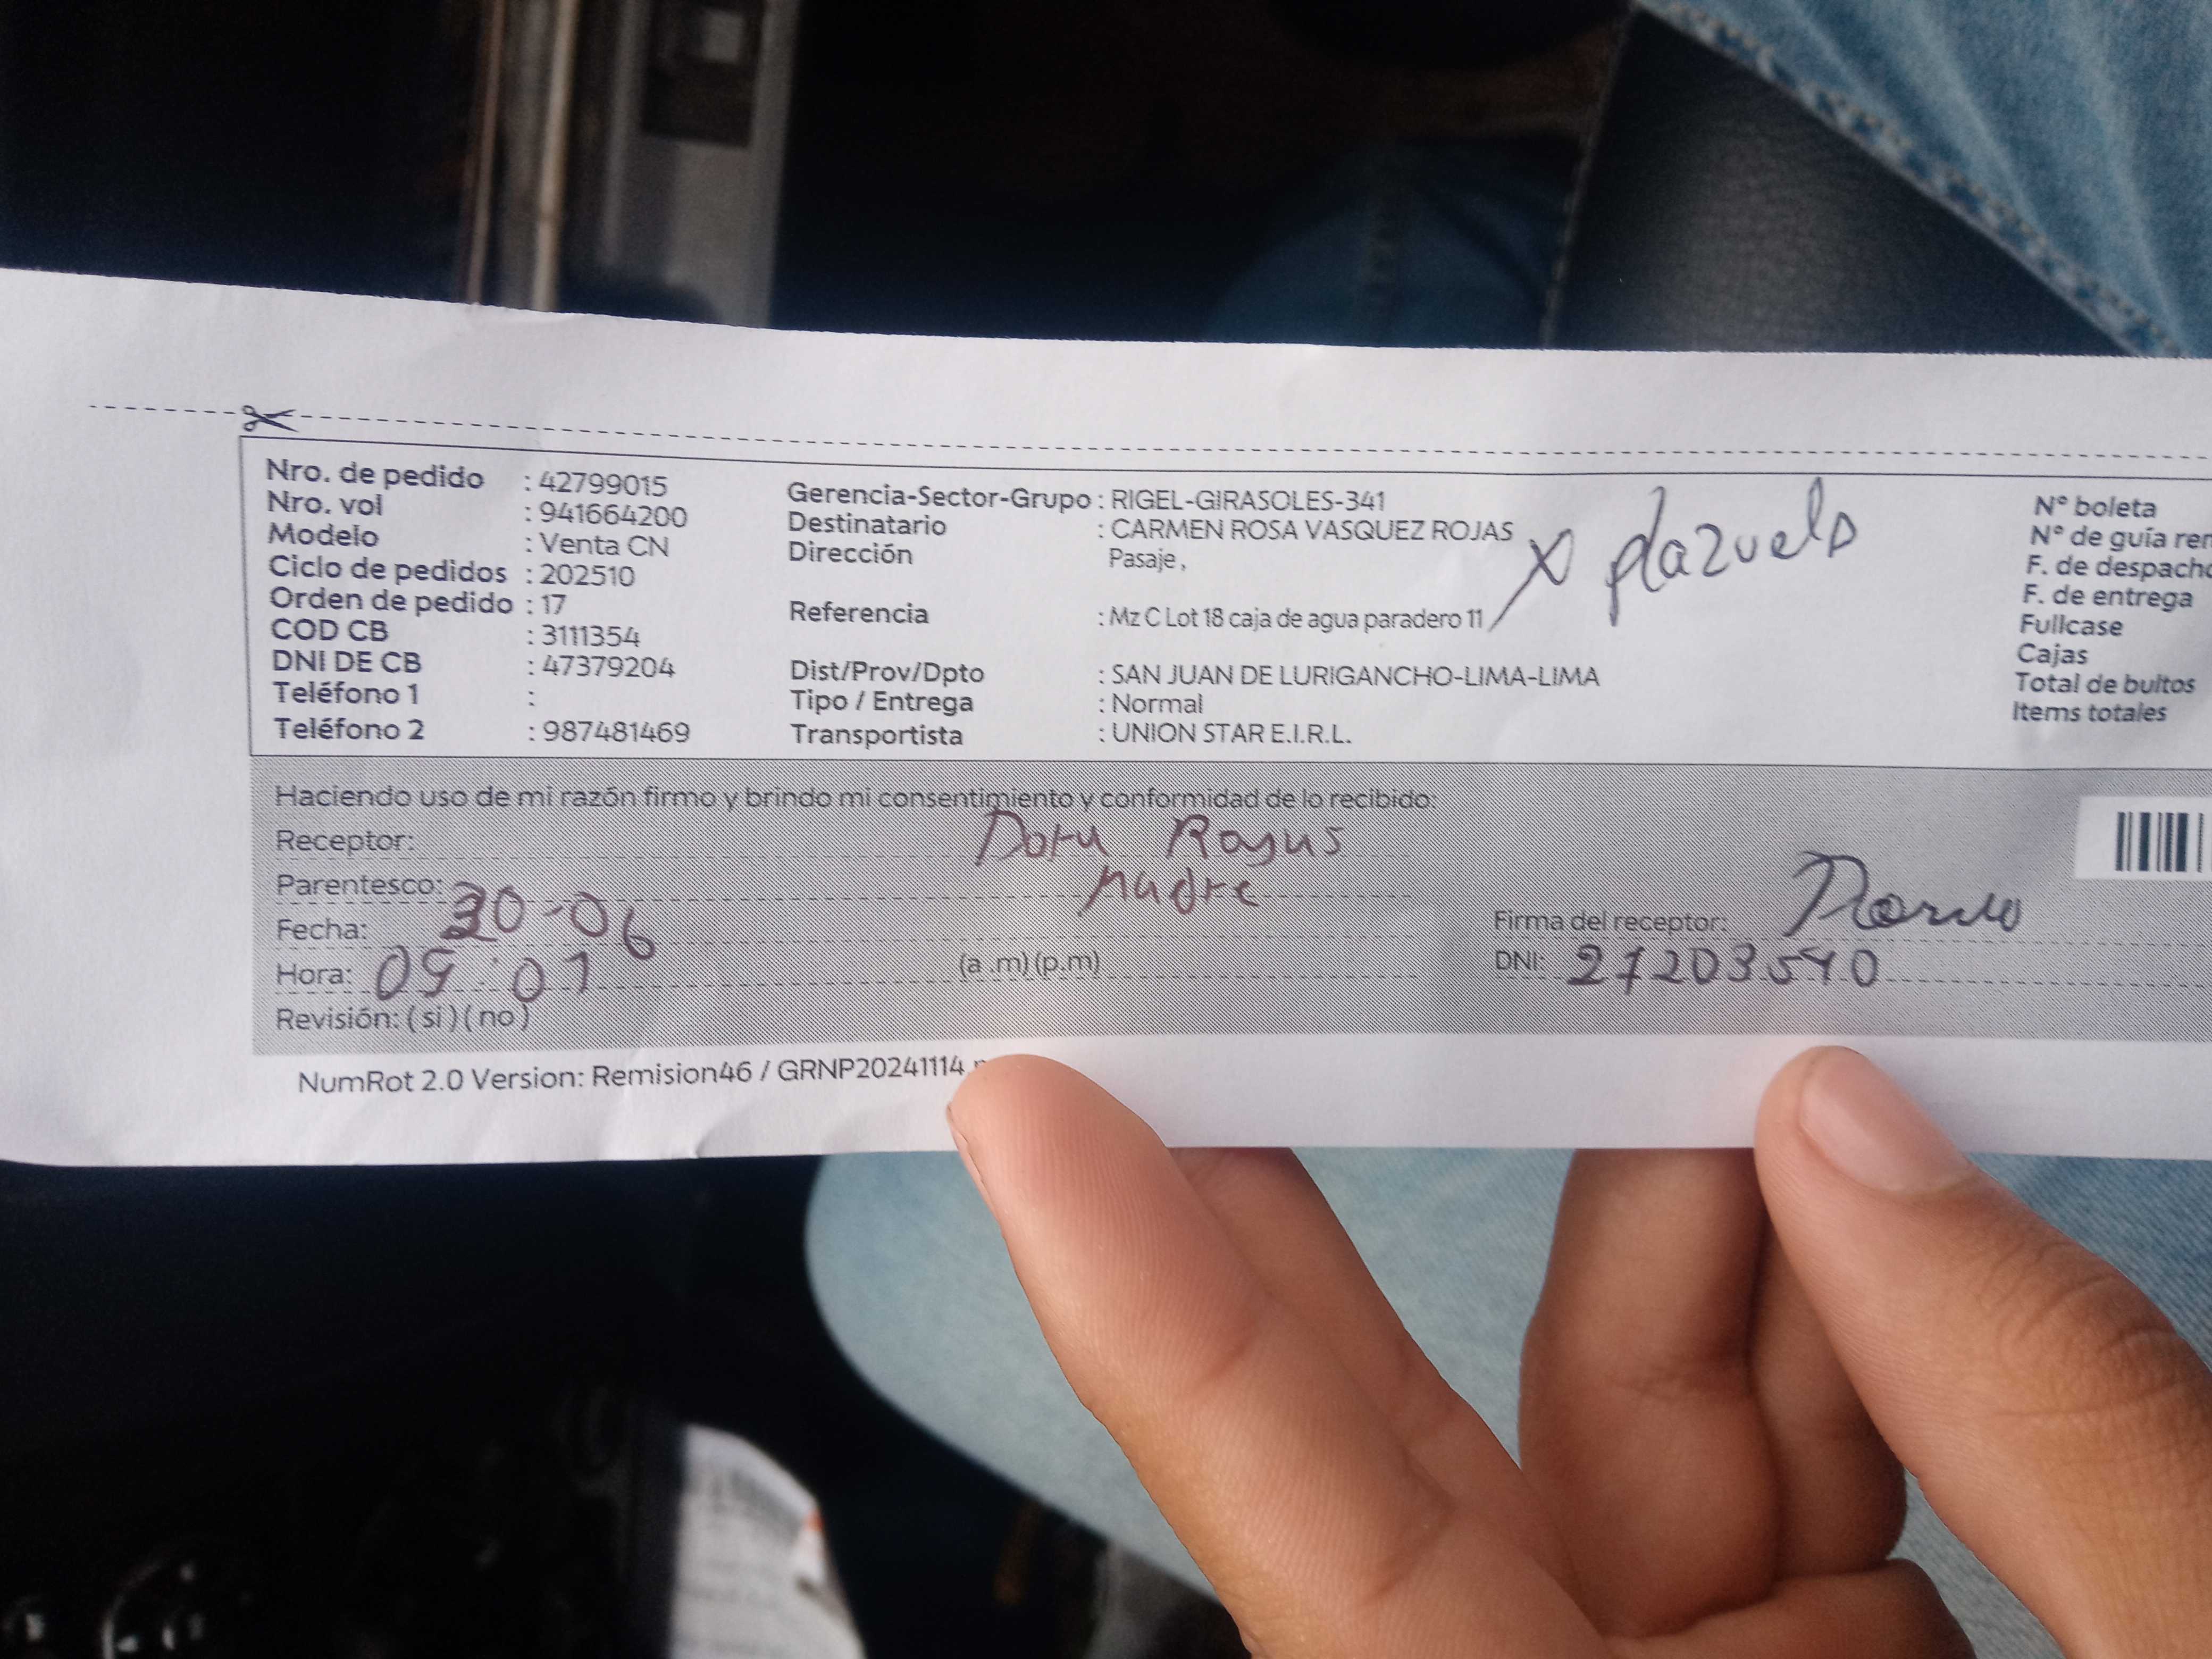 Nro. de pedido : 42799015
Nro. vol : 941664200
Modelo : Venta CN
Ciclo de pedidos : 202510
Orden de pedido : 17
COD CB : 3111354
DNI DE CB : 47379204
Teléfono 1 :
Teléfono 2 : 987481469
Gerencia-Sector-Grupo : RIGEL-GIRASOLES-341
Destinatario : CARMEN ROSA VASQUEZ ROJAS
Dirección Pasaje,
Referencia : Mz C Lot 18 caja de agua paradero 11
Dist/Prov/Dpto : SAN JUAN DE LURIGANCHO-LIMA-LIMA
Tipo / Entrega : Normal
Transportista : UNION STAR E.I.R.L.
X plazuela
N° boleta
N° de guía rem
F. de despacho
F. de entrega
Fullcase
Cajas
Total de bultos
Items totales
Haciendo uso de mi razón firmo y brindo mi consentimiento y conformidad de lo recibido:
Receptor: Dora Rojas
Parentesco: Madre
Fecha: 30-06
Hora: 09:07 (a .m) (p.m)
Revisión: ( si ) ( no )
Firma del receptor:
DNI: 27203540
NumRot 2.0 Version: Remision46 / GRNP20241114